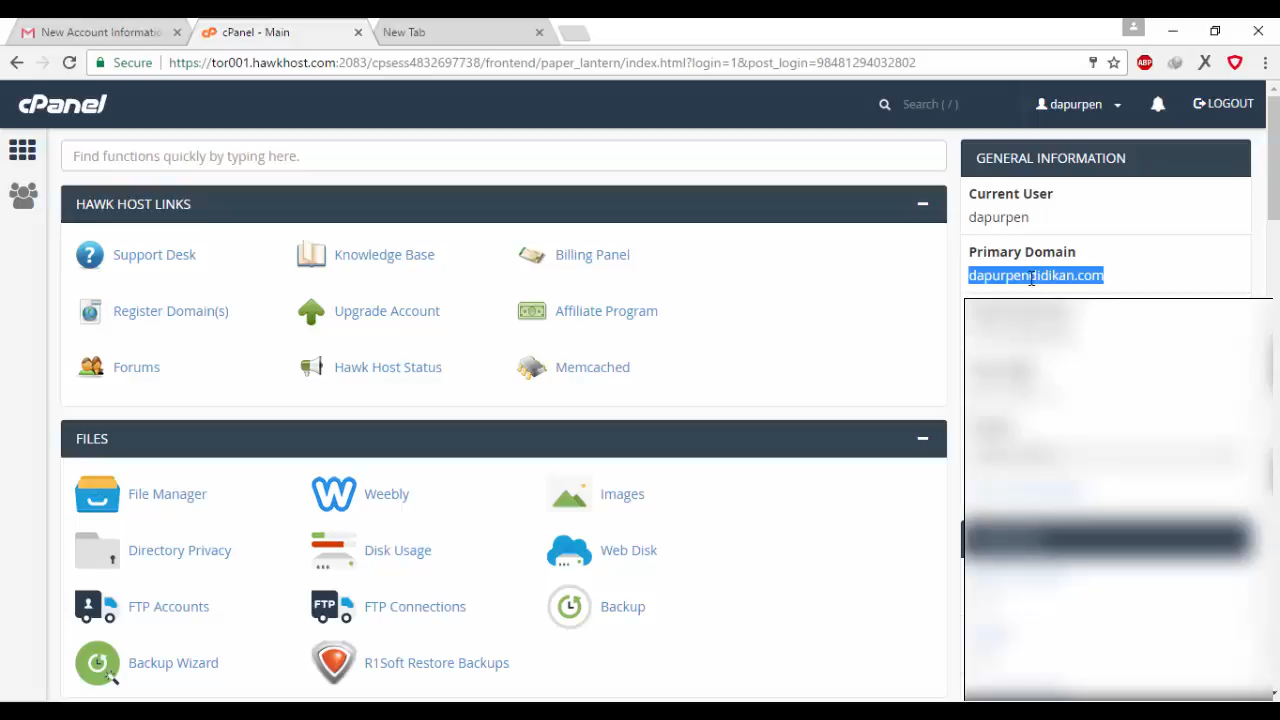 New Account Informatio
cPanel - Main
New Tab
Secure
https://tor001.hawkhost.com:2083/cpsess4832697738/frontend/paper_lantern/index.html?login=1&post_login=98481294032802
ABP
cPanel
Search ( / )
dapurpen
LOGOUT
Find functions quickly by typing here.
HAWK HOST LINKS
Support Desk
Knowledge Base
Billing Panel
Register Domain(s)
Upgrade Account
Affiliate Program
Forums
Hawk Host Status
Memcached
FILES
File Manager
Weebly
Images
Directory Privacy
Disk Usage
Web Disk
FTP Accounts
FTP
FTP Connections
Backup
Backup Wizard
R1Soft Restore Backups
GENERAL INFORMATION
Current User
dapurpen
Primary Domain
dapurpendidikan.com